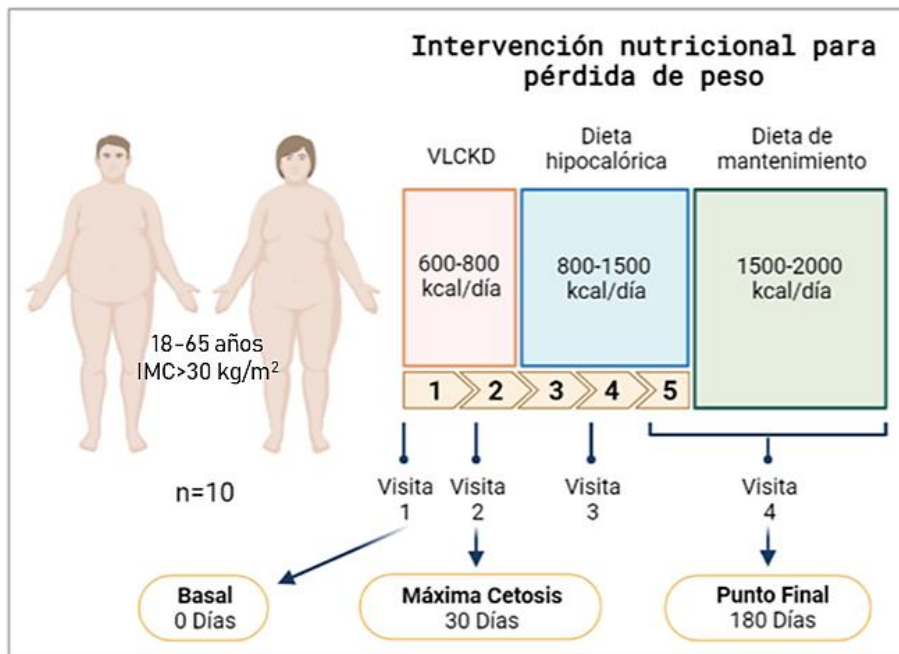 Intervención nutricional para
pérdida de peso
VLCKD
Dieta
hipocalórica
Dieta de
mantenimiento
600-800
kcal/día
800-1500
kcal/día
1500-2000
kcal/día
18-65 años
IMC>30 kg/m²
1 2 3 4 5
n=10
Visita
1
Visita
2
Visita
3
Visita
4
Basal
0 Días
Máxima Cetosis
30 Días
Punto Final
180 Días